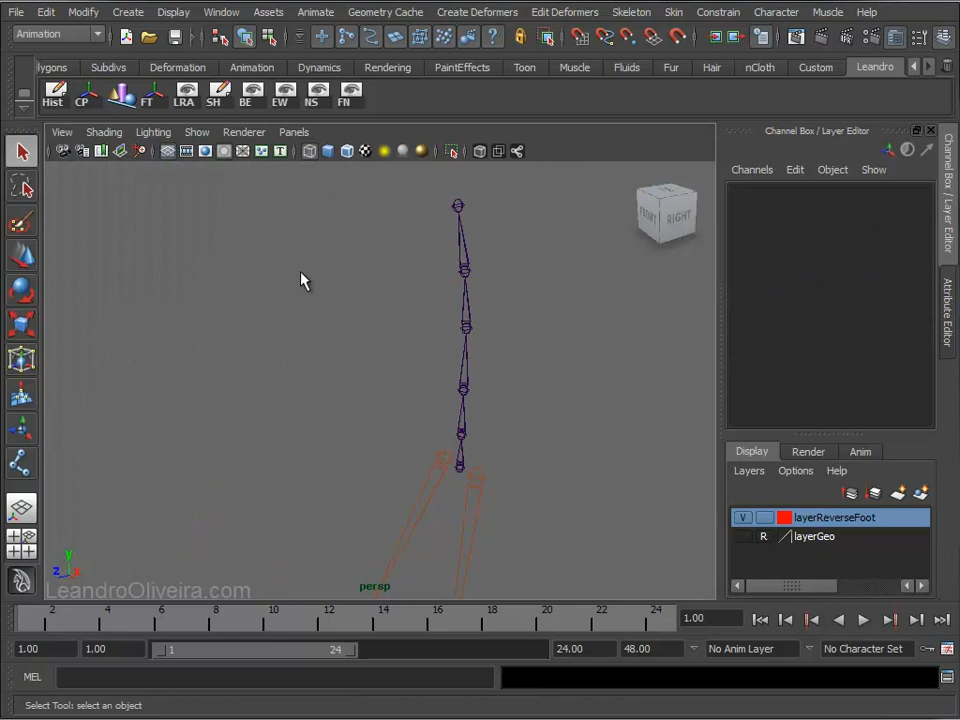 File Edit Modify Create Display Window Assets Animate Geometry Cache Create Deformers Edit Deformers Skeleton Skin Constrain Character Muscle Help
Animation
lygons Subdivs Deformation Animation Dynamics Rendering PaintEffects Toon Muscle Fluids Fur Hair nCloth Custom Leandro
Hist CP FT LRA SH BE EW NS FN
View Shading Lighting Show Renderer Panels
Channel Box / Layer Editor
Channels Edit Object Show
FRONT RIGHT
Channel Box / Layer Editor
Attribute Editor
Display Render Anim
Layers Options Help
V layerReverseFoot
R layerGeo
y
z x
persp
LeandroOliveira.com
2 4 6 8 10 12 14 16 18 20 22 24 1.00
1.00 1.00 1 24 24.00 48.00 No Anim Layer No Character Set
MEL
Select Tool: select an object